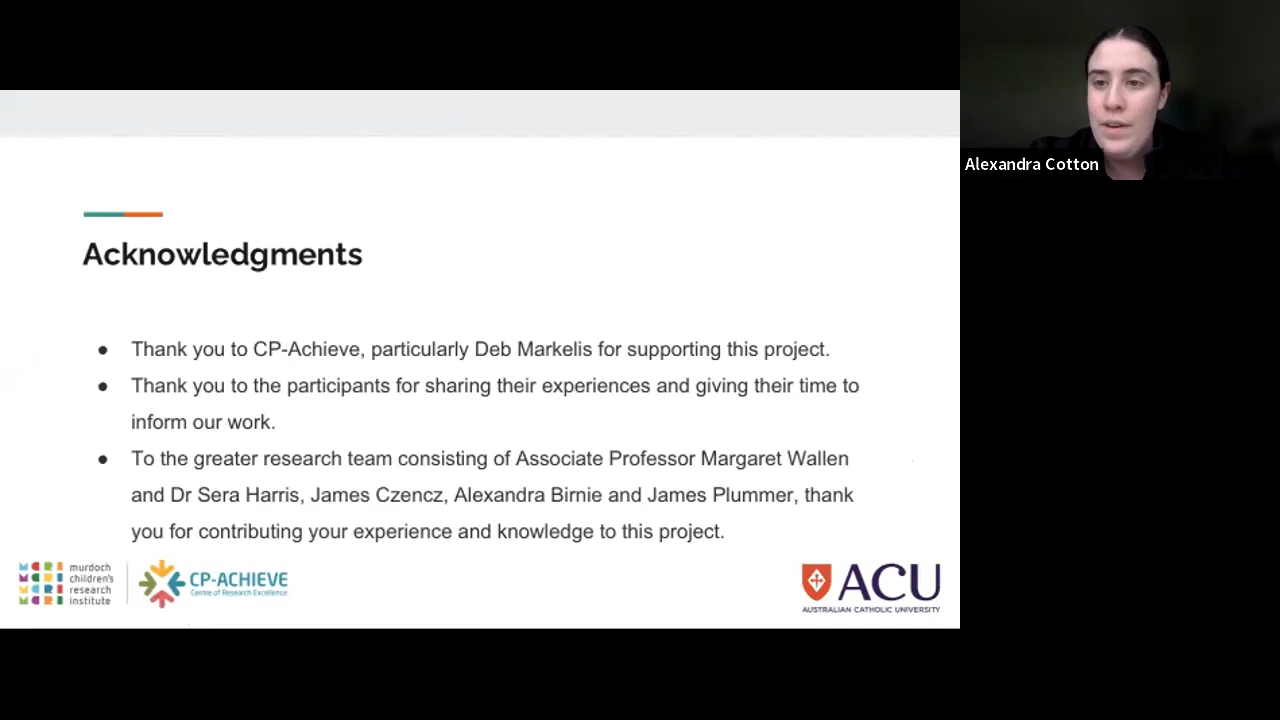 Alexandra Cotton
Acknowledgments
● Thank you to CP-Achieve, particularly Deb Markelis for supporting this project.
● Thank you to the participants for sharing their experiences and giving their time to
inform our work.
● To the greater research team consisting of Associate Professor Margaret Wallen
and Dr Sera Harris, James Czencz, Alexandra Birnie and James Plummer, thank
you for contributing your experience and knowledge to this project.
MCRI
murdoch
children's
research
institute
CP-ACHIEVE
Centre of Research Excellence
ACU
AUSTRALIAN CATHOLIC UNIVERSITY